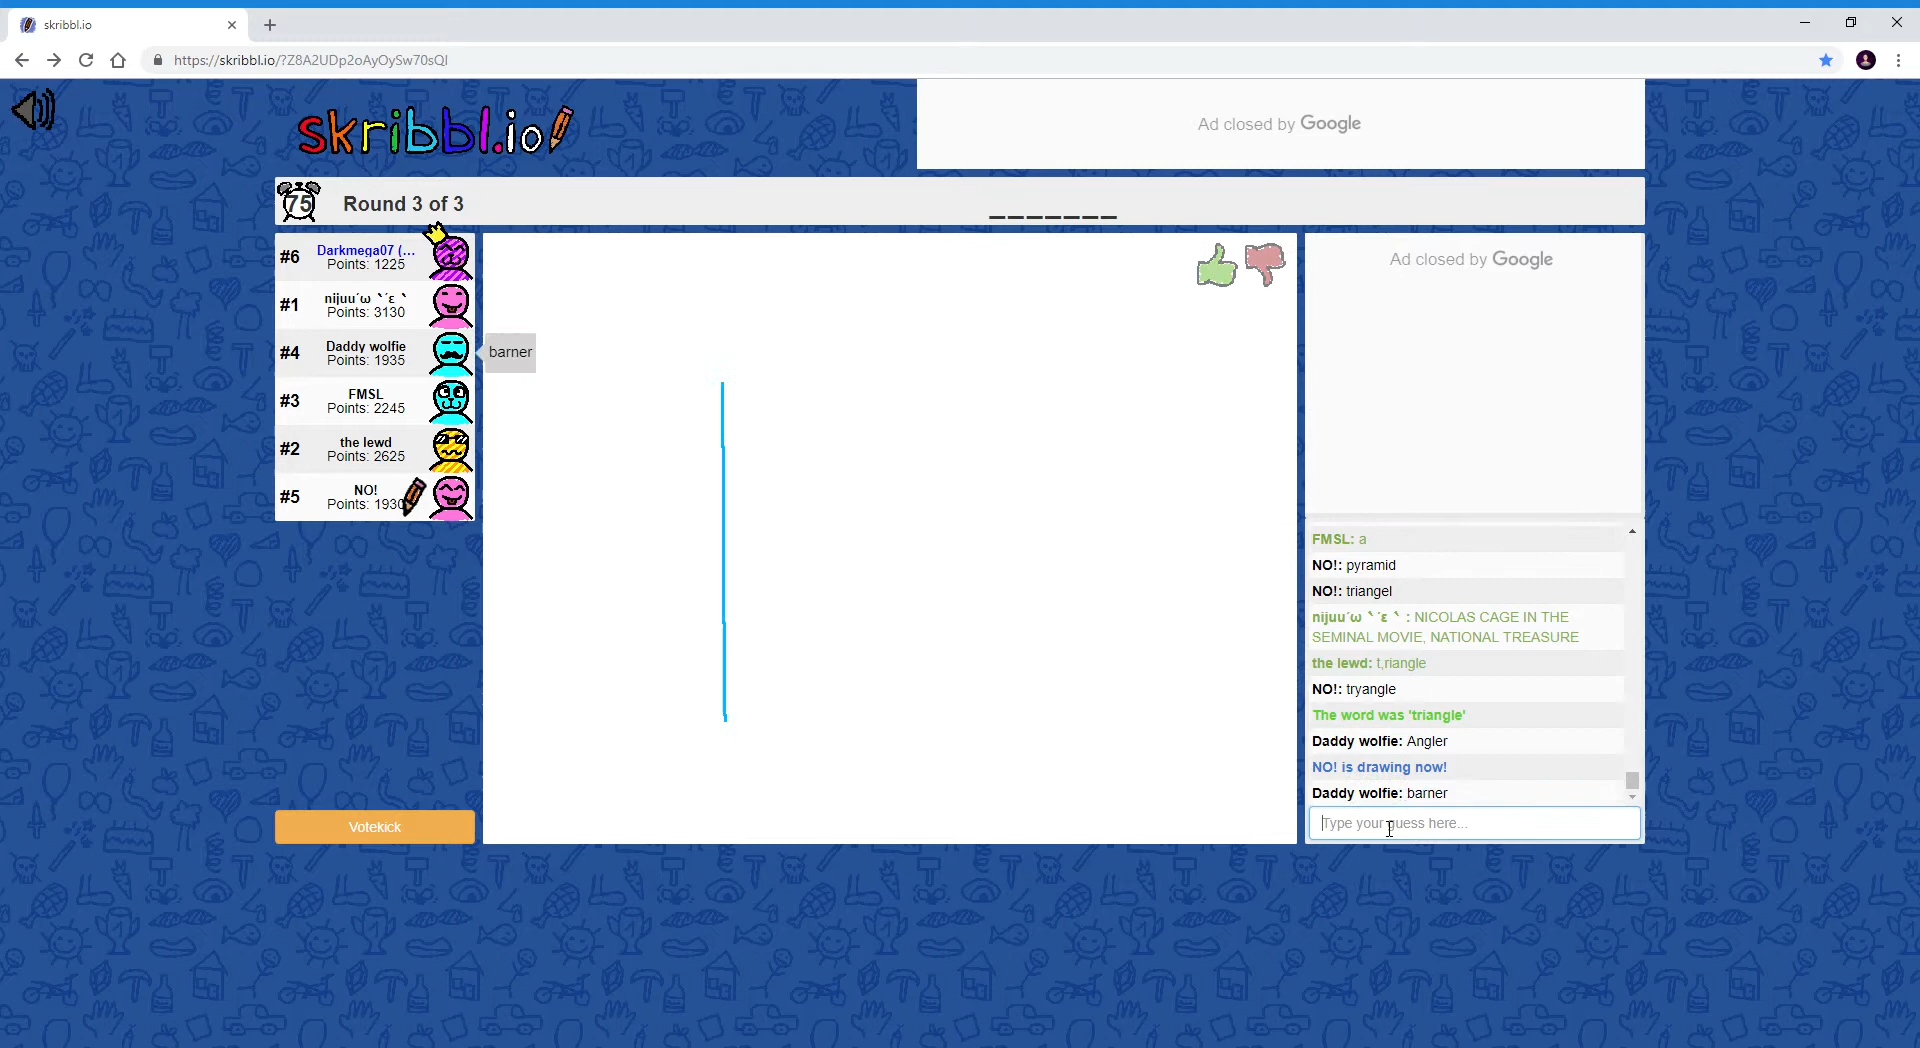 skribbl.io
https://skribbl.io/?Z8A2UDp2oAyOySw70sQI
skribbl.io
Ad closed by Google
75
Round 3 of 3
_______
#6
Darkmega07 (...
Points: 1225
#1
nijuu´ω `´ε `
Points: 3130
#4
Daddy wolfie
Points: 1935
barner
#3
FMSL
Points: 2245
#2
the lewd
Points: 2625
#5
NO!
Points: 1930
Votekick
Ad closed by Google
FMSL: a
NO!: pyramid
NO!: triangel
nijuu´ω `´ε ` : NICOLAS CAGE IN THE
SEMINAL MOVIE, NATIONAL TREASURE
the lewd: t,riangle
NO!: tryangle
The word was 'triangle'
Daddy wolfie: Angler
NO! is drawing now!
Daddy wolfie: barner
Type your guess here...